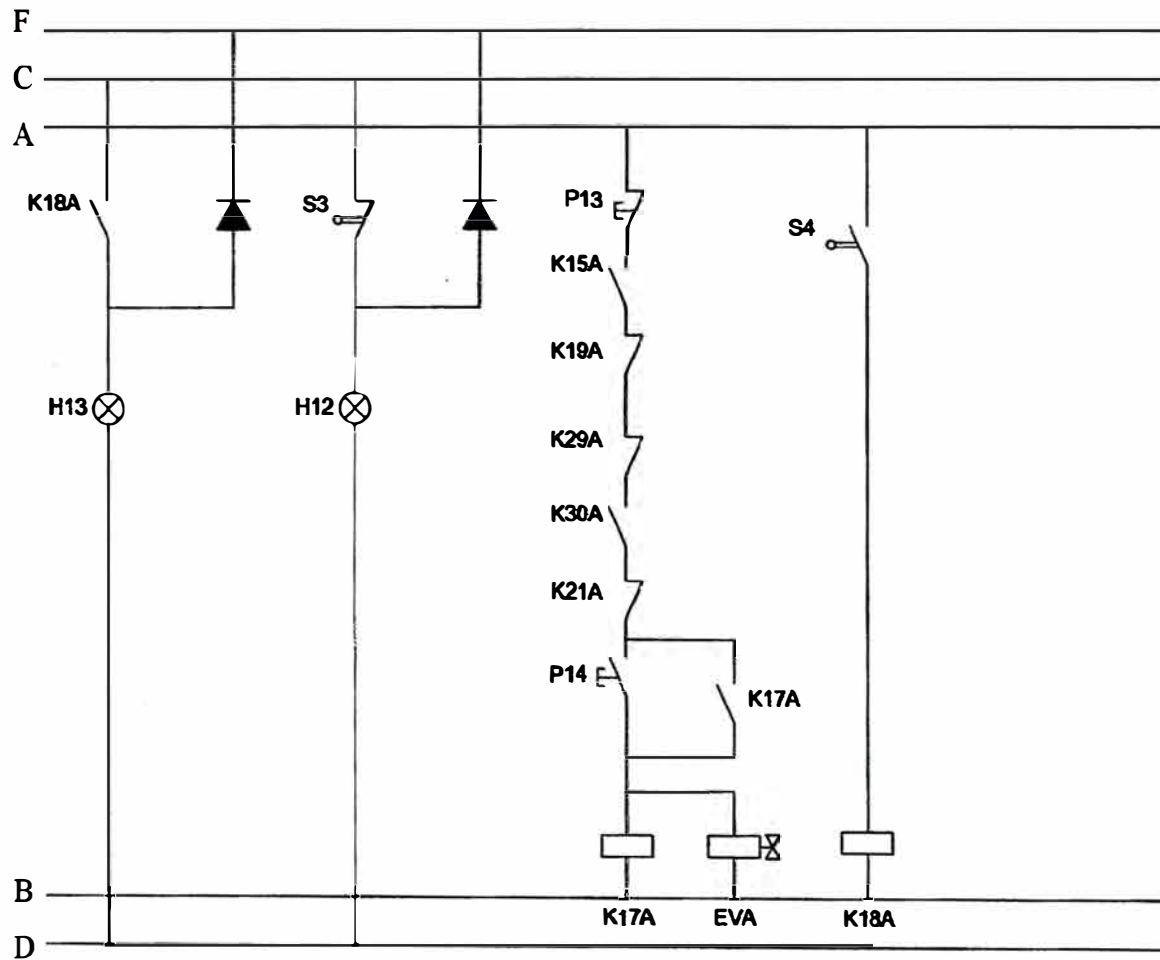 F
C
A
K18A
S3
P13
S4
K15A
K19A
H13
H12
K29A
K30A
K21A
P14
K17A
B
K17A
EVA
K18A
D